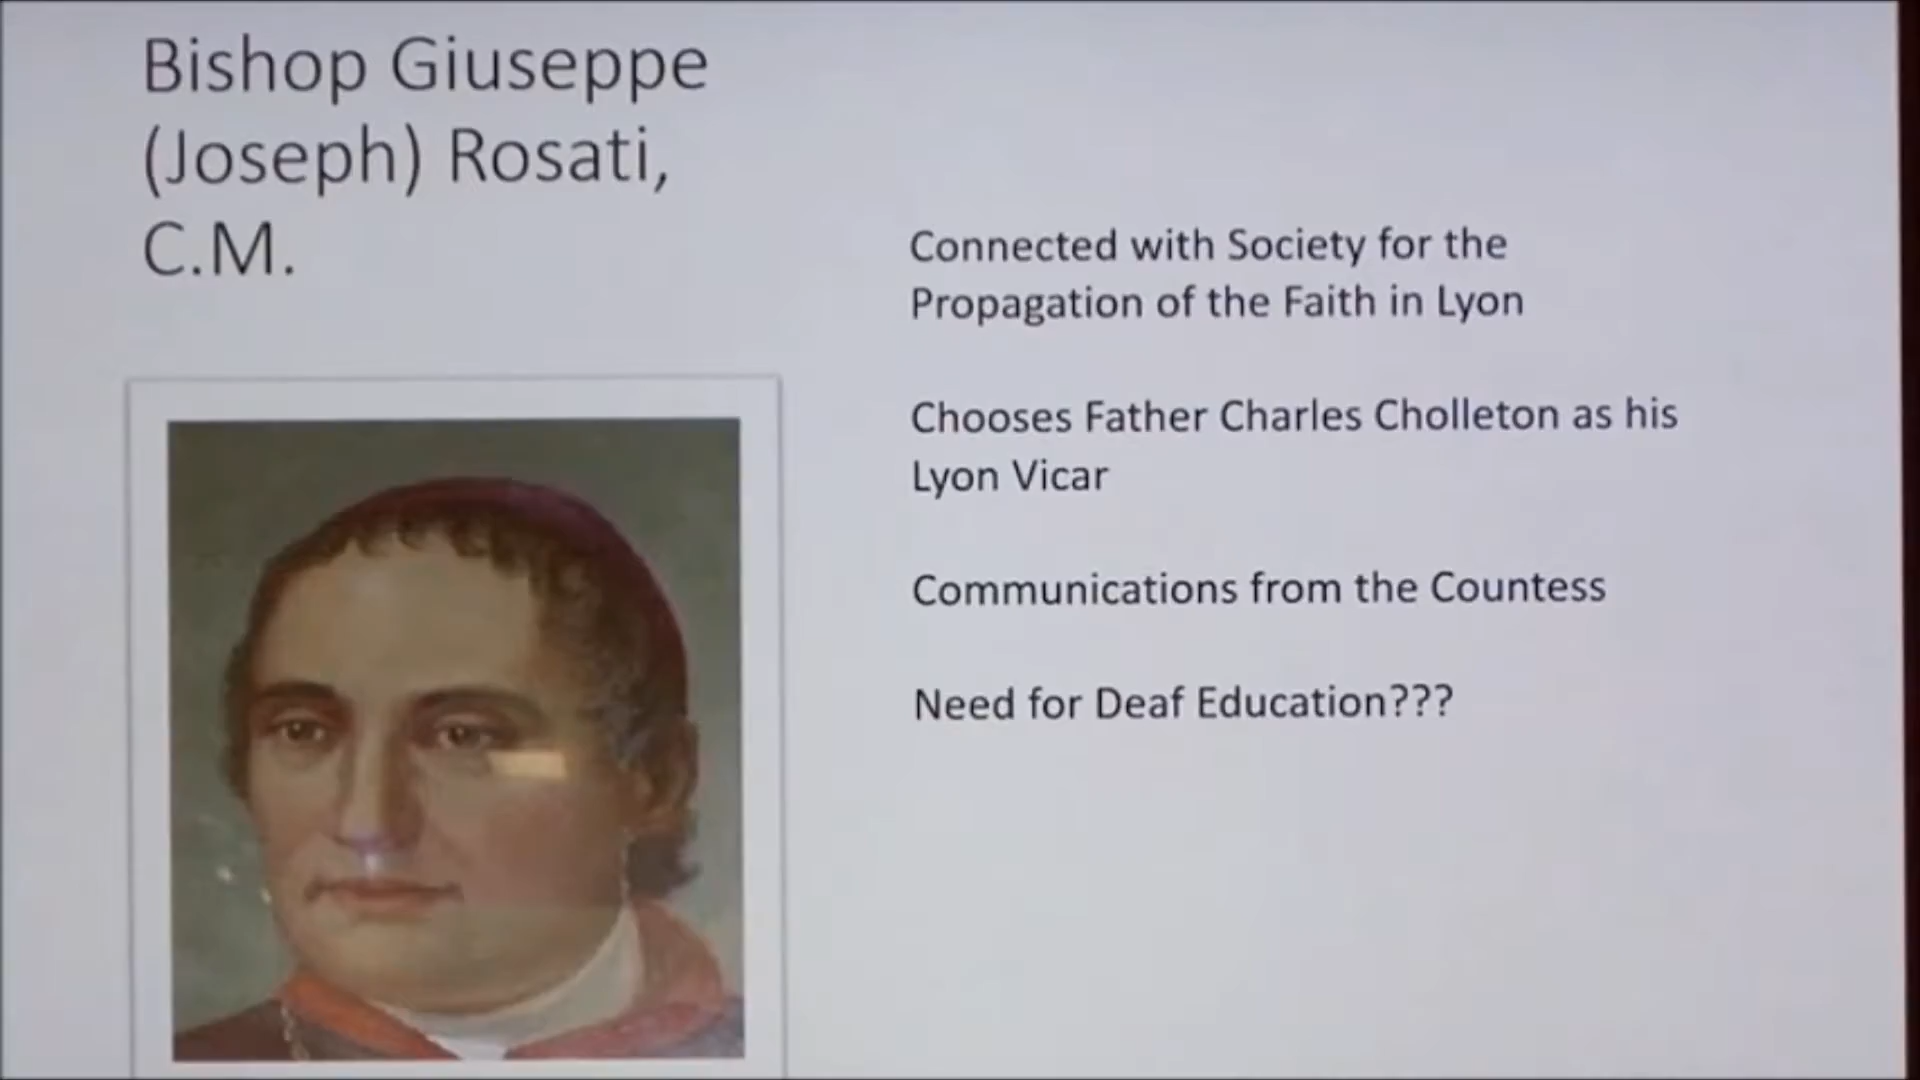 Bishop Giuseppe
(Joseph) Rosati,
C.M.
Connected with Society for the
Propagation of the Faith in Lyon
Chooses Father Charles Cholleton as his
Lyon Vicar
Communications from the Countess
Need for Deaf Education???